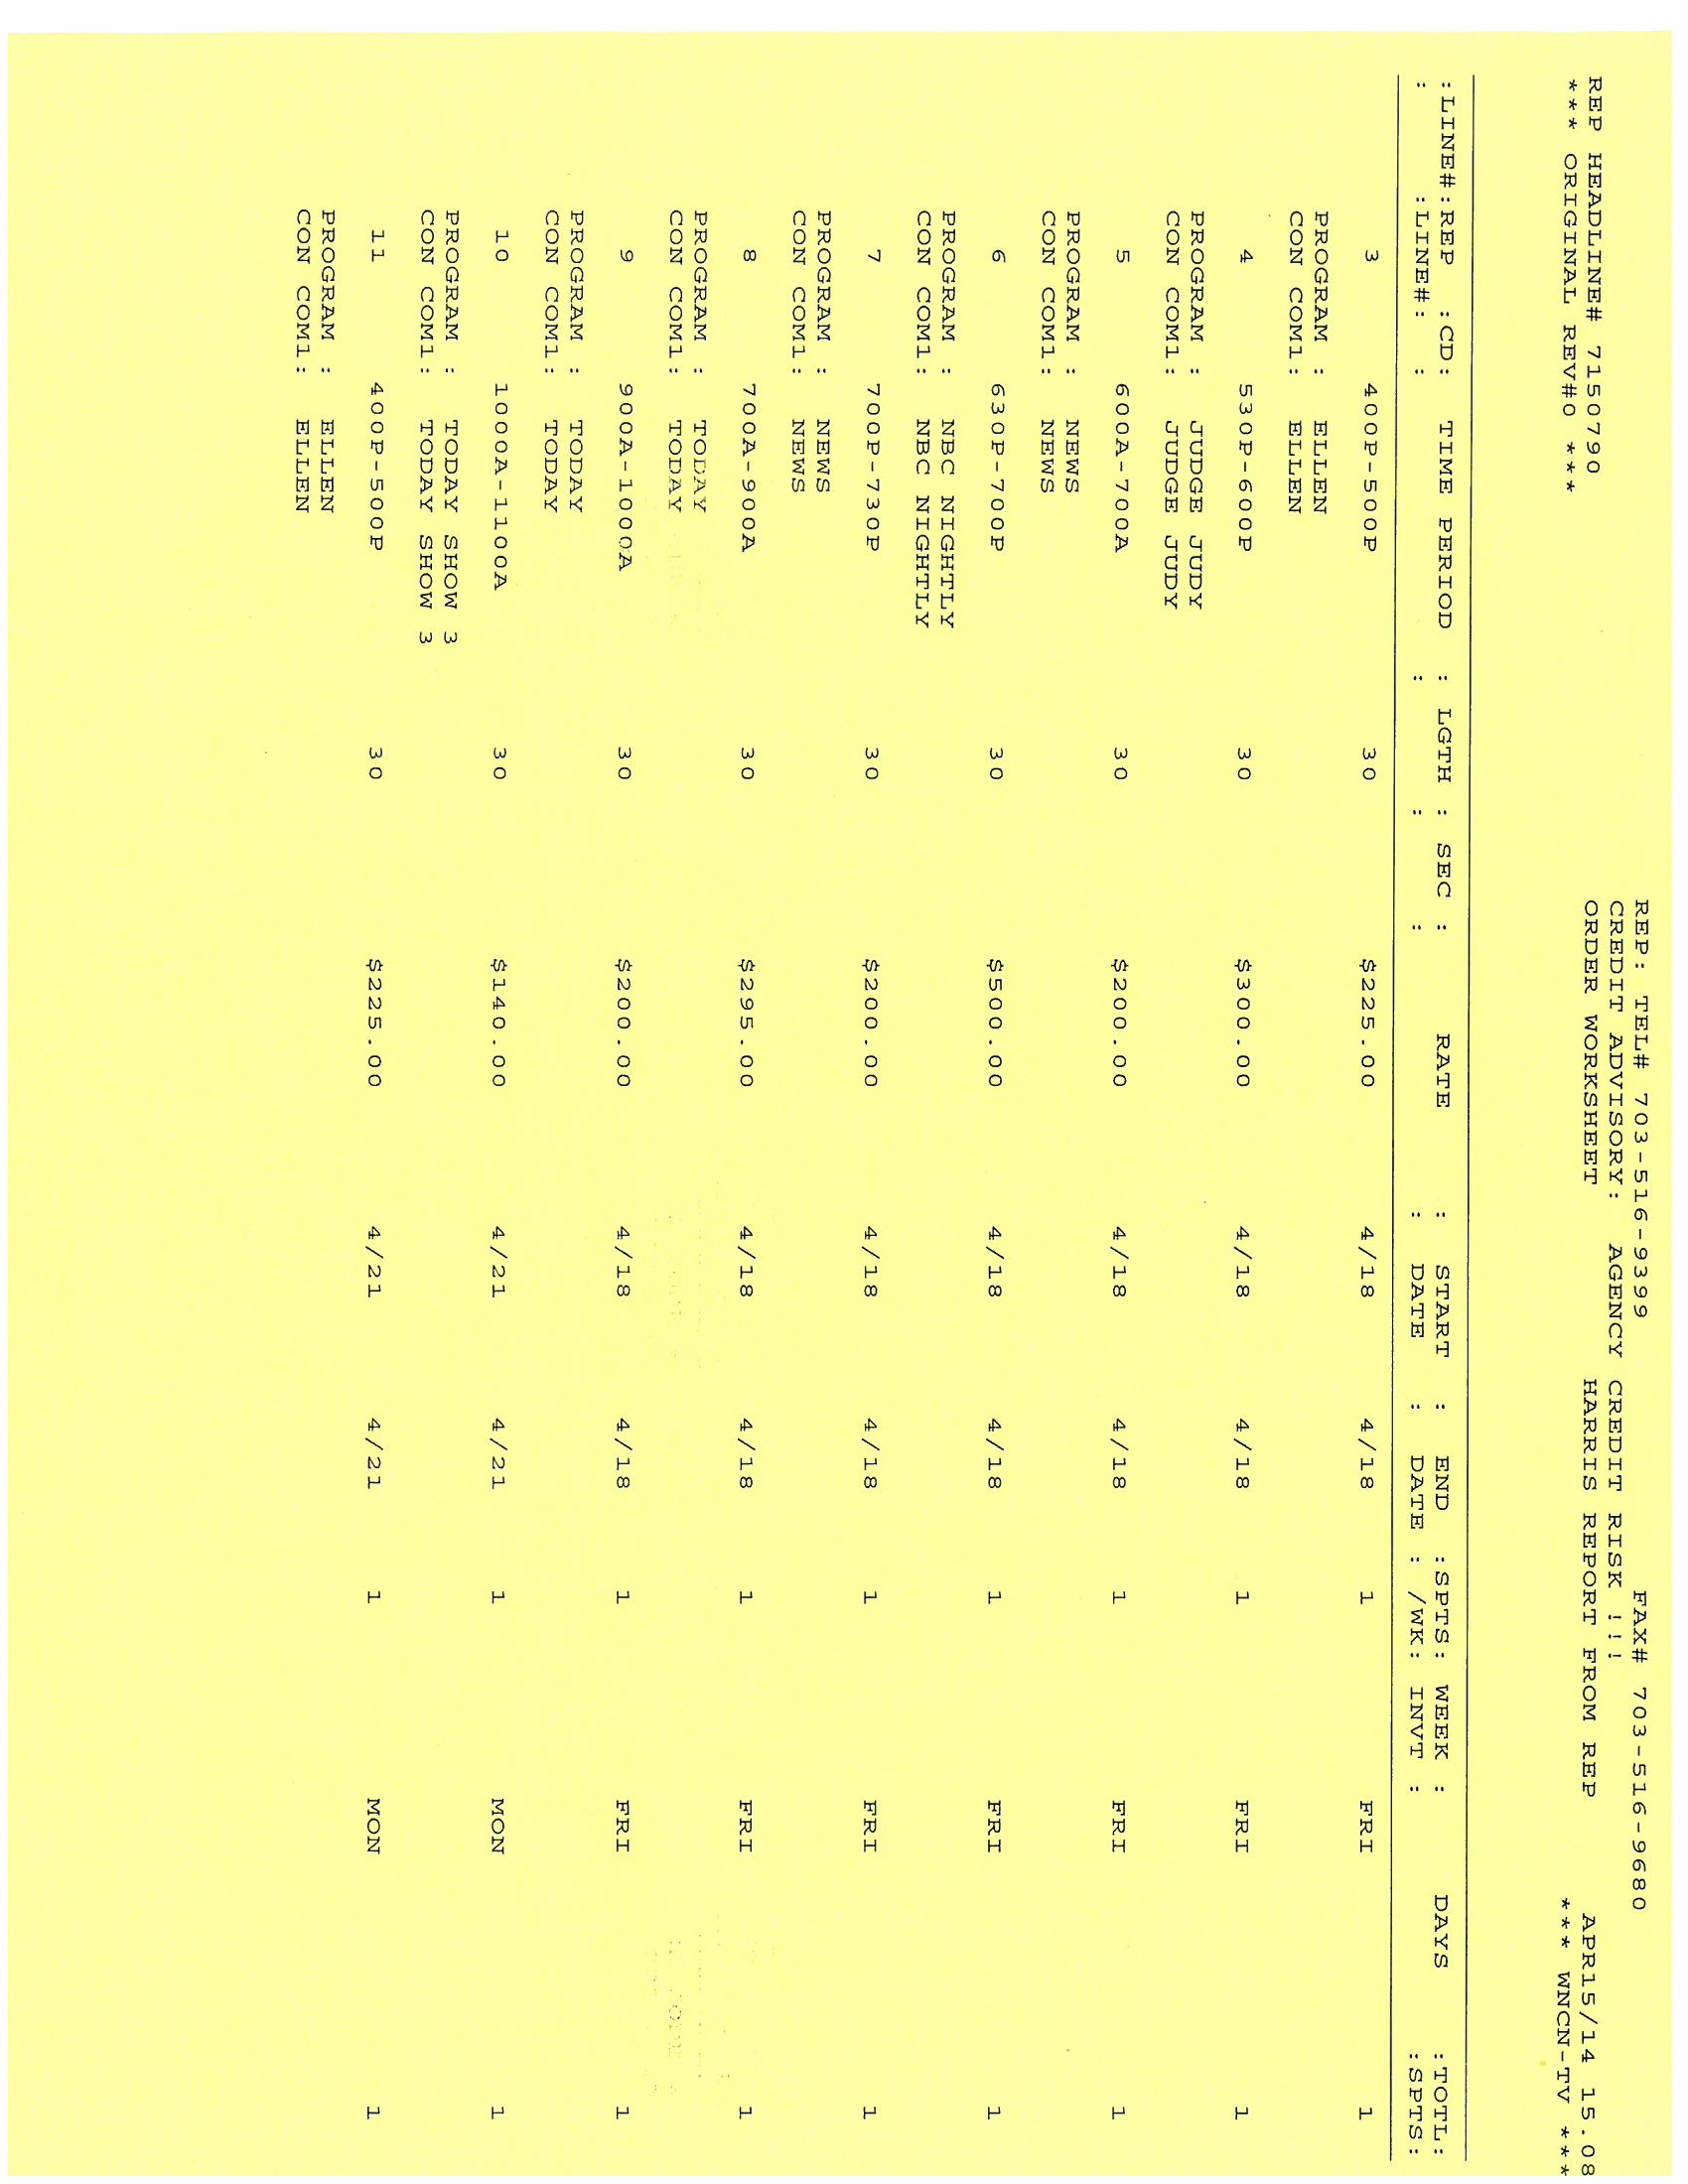 REP: TEL# 703-516-9399 FAX# 703-516-9680
CREDIT ADVISORY: AGENCY CREDIT RISK !!!
REP HEADLINE# 7150790 ORDER WORKSHEET HARRIS REPORT FROM REP APR15/14 15.08
*** ORIGINAL REV#0 *** *** WNCN-TV ***
:LINE#:REP :CD: TIME PERIOD : LGTH : SEC : RATE : START : END :SPTS: WEEK : DAYS :TOTL:
: :LINE#: : : : : : DATE : DATE : /WK: INVT : :SPTS:
3 400P-500P 30 $225.00 4/18 4/18 1 FRI 1
PROGRAM : ELLEN
CON COM1: ELLEN
4 530P-600P 30 $300.00 4/18 4/18 1 FRI 1
PROGRAM : JUDGE JUDY
CON COM1: JUDGE JUDY
5 600A-700A 30 $200.00 4/18 4/18 1 FRI 1
PROGRAM : NEWS
CON COM1: NEWS
6 630P-700P 30 $500.00 4/18 4/18 1 FRI 1
PROGRAM : NBC NIGHTLY
CON COM1: NBC NIGHTLY
7 700P-730P 30 $200.00 4/18 4/18 1 FRI 1
PROGRAM : NEWS
CON COM1: NEWS
8 700A-900A 30 $295.00 4/18 4/18 1 FRI 1
PROGRAM : TODAY
CON COM1: TODAY
9 900A-1000A 30 $200.00 4/18 4/18 1 FRI 1
PROGRAM : TODAY
CON COM1: TODAY
10 1000A-1100A 30 $140.00 4/21 4/21 1 MON 1
PROGRAM : TODAY SHOW 3
CON COM1: TODAY SHOW 3
11 400P-500P 30 $225.00 4/21 4/21 1 MON 1
PROGRAM : ELLEN
CON COM1: ELLEN